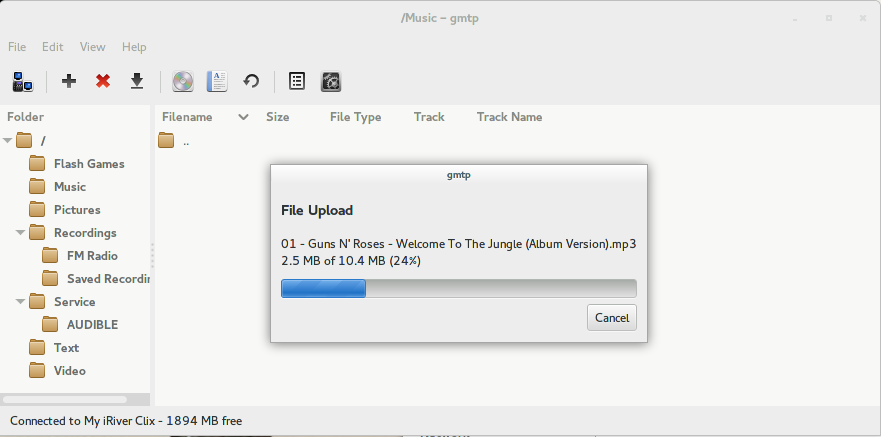 /Music – gmtp
File Edit View Help
Folder
Filename Size File Type Track Track Name
/
..
Flash Games
Music
Pictures
Recordings
FM Radio
Saved Recordin
Service
AUDIBLE
Text
Video
gmtp
File Upload
01 - Guns N' Roses - Welcome To The Jungle (Album Version).mp3
2.5 MB of 10.4 MB (24%)
Cancel
Connected to My iRiver Clix - 1894 MB free